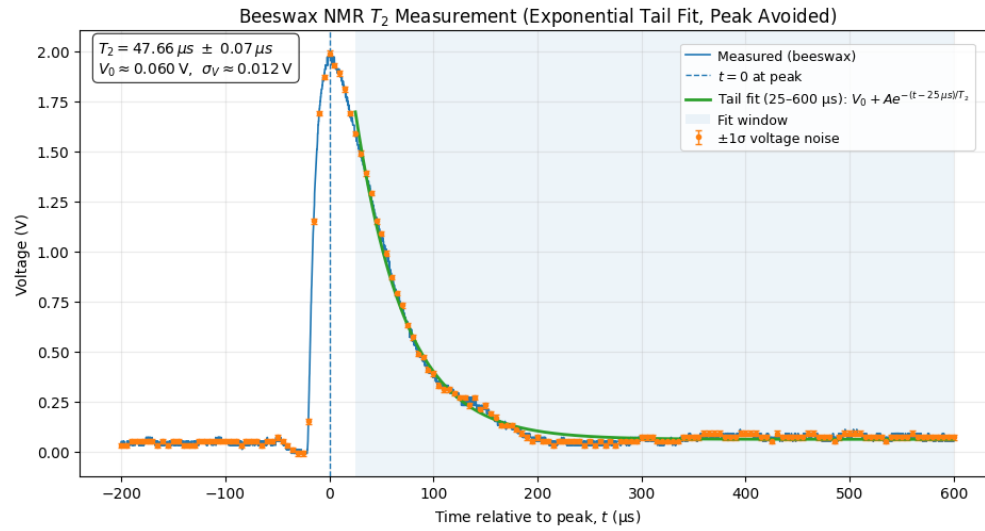 Beeswax NMR T₂ Measurement (Exponential Tail Fit, Peak Avoided)
T₂ = 47.66 μs ± 0.07 μs
V₀ ≈ 0.060 V, σ_V ≈ 0.012 V
Measured (beeswax)
t = 0 at peak
Tail fit (25–600 μs): V₀ + Ae^−(t − 25 μs)/T₂
Fit window
±1σ voltage noise
Voltage (V)
2.00
1.75
1.50
1.25
1.00
0.75
0.50
0.25
0.00
−200 −100 0 100 200 300 400 500 600
Time relative to peak, t (μs)